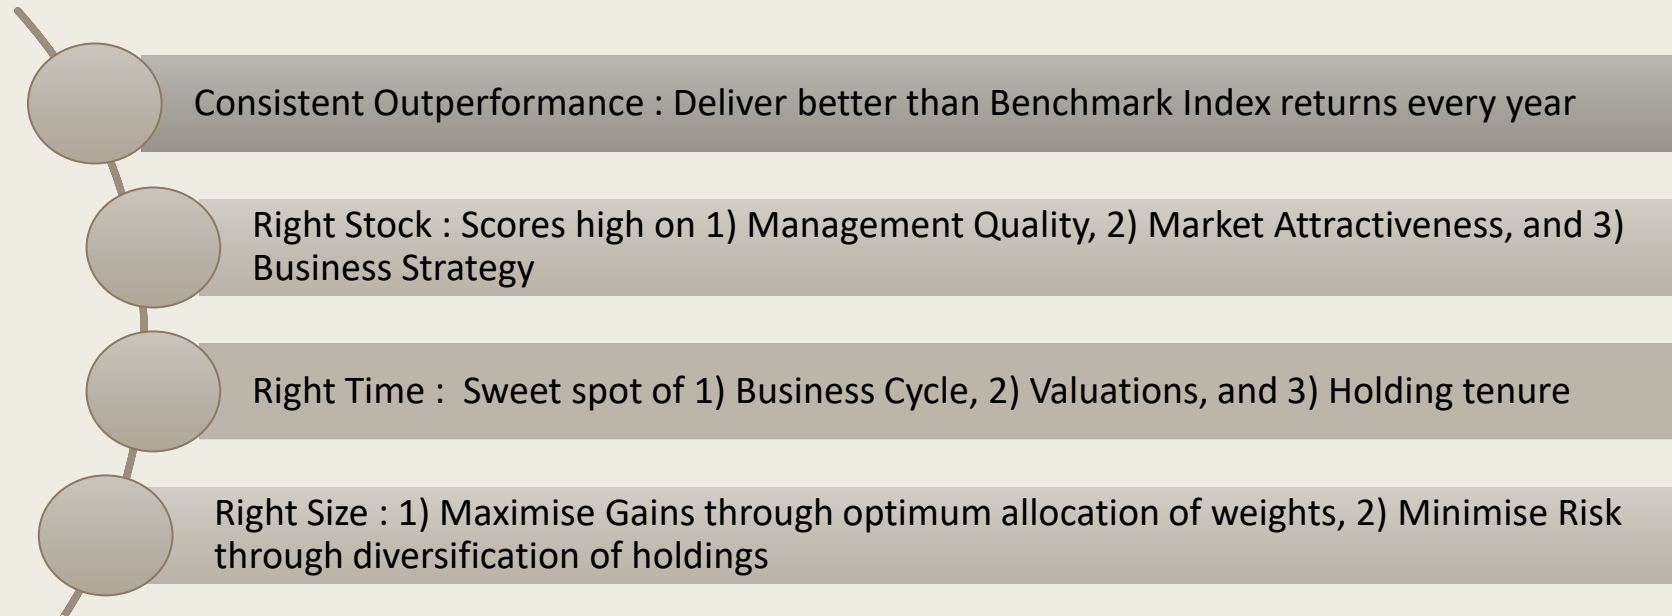 Consistent Outperformance : Deliver better than Benchmark Index returns every year
Right Stock : Scores high on 1) Management Quality, 2) Market Attractiveness, and 3)
Business Strategy
Right Time :  Sweet spot of 1) Business Cycle, 2) Valuations, and 3) Holding tenure
Right Size : 1) Maximise Gains through optimum allocation of weights, 2) Minimise Risk
through diversification of holdings